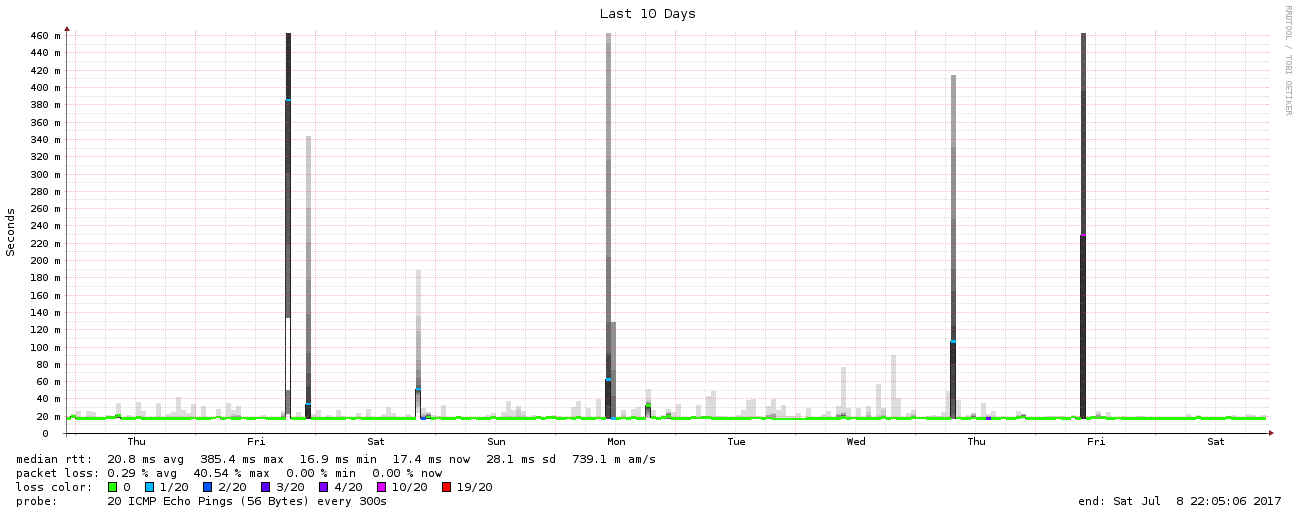 Last 10 Days
RRDTOOL / TOBI OETIKER
Seconds
460 m
440 m
420 m
400 m
380 m
360 m
340 m
320 m
300 m
280 m
260 m
240 m
220 m
200 m
180 m
160 m
140 m
120 m
100 m
80 m
60 m
40 m
20 m
0
Thu Fri Sat Sun Mon Tue Wed Thu Fri Sat
median rtt: 20.8 ms avg 385.4 ms max 16.9 ms min 17.4 ms now 28.1 ms sd 739.1 m am/s
packet loss: 0.29 % avg 40.54 % max 0.00 % min 0.00 % now
loss color: 0 1/20 2/20 3/20 4/20 10/20 19/20
probe: 20 ICMP Echo Pings (56 Bytes) every 300s end: Sat Jul 8 22:05:06 2017